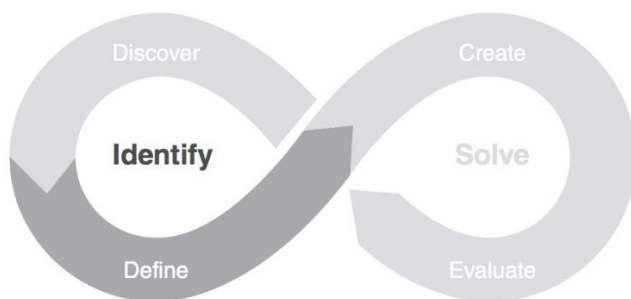 Discover
Create
Identify
Solve
Define
Evaluate